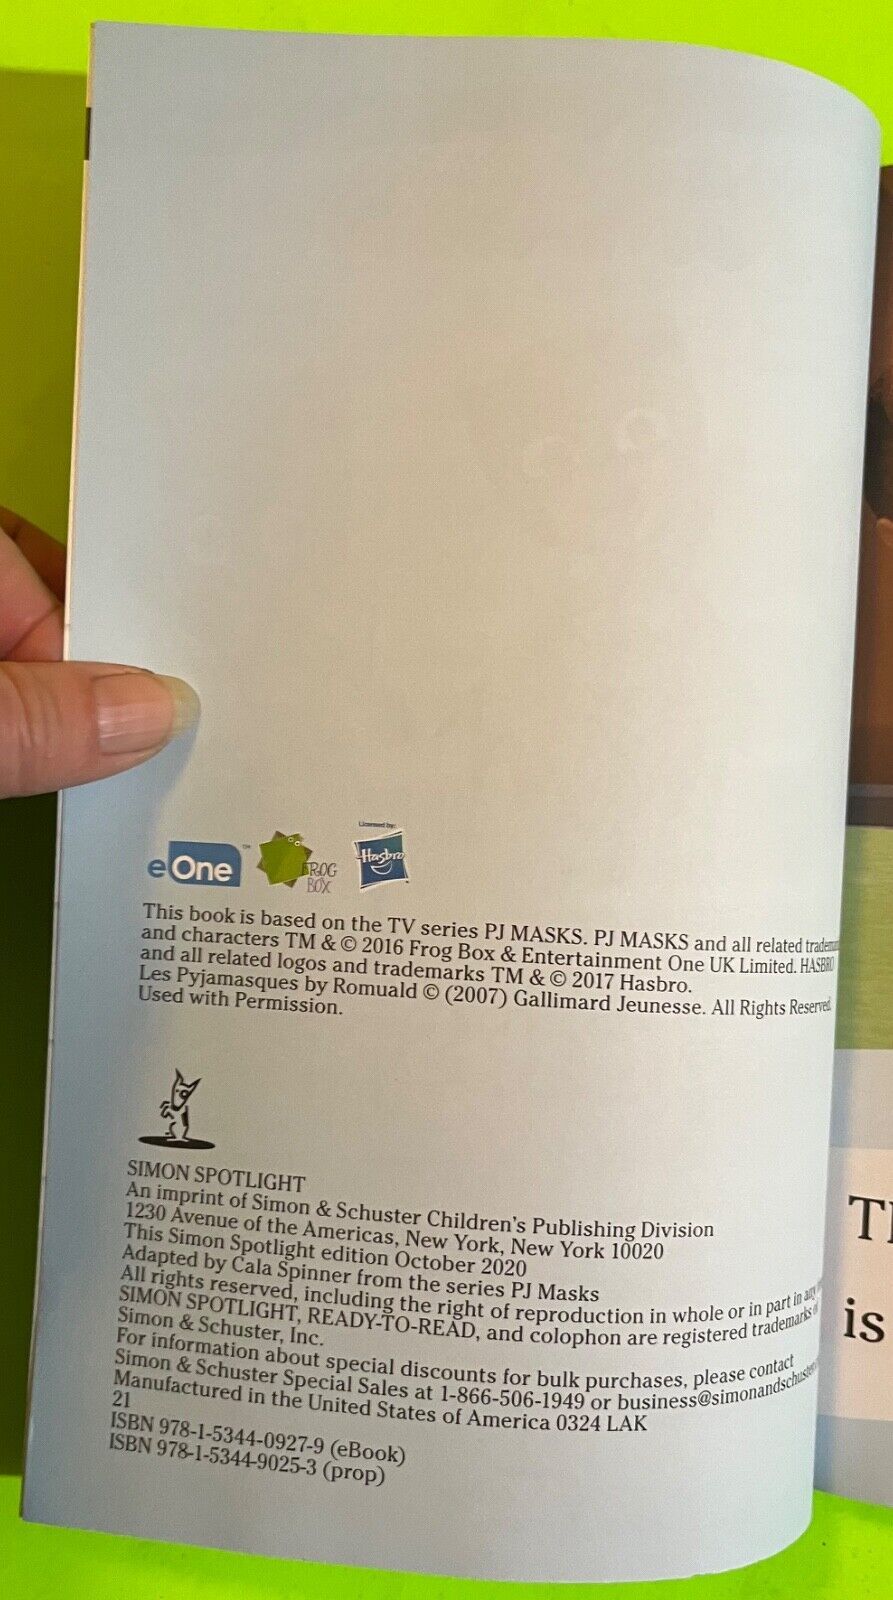 Licensed by:
eOne™
FROG
BOX
Hasbro
This book is based on the TV series PJ MASKS. PJ MASKS and all related
and characters TM & © 2016 Frog Box & Entertainment One UK Limited. HASBRO
and all related logos and trademarks TM & © 2017 Hasbro.
Les Pyjamasques by Romuald © (2007) Gallimard Jeunesse. All Rights Reserved.
Used with Permission.
SIMON SPOTLIGHT
An imprint of Simon & Schuster Children's Publishing Division
1230 Avenue of the Americas, New York, New York 10020
This Simon Spotlight edition October 2020
Adapted by Cala Spinner from the series PJ Masks
All rights reserved, including the right of reproduction in whole or in part in any
SIMON SPOTLIGHT, READY-TO-READ, and colophon are registered trademarks of
Simon & Schuster, Inc.
For information about special discounts for bulk purchases, please contact
Simon & Schuster Special Sales at 1-866-506-1949 or business@simonandschuster
Manufactured in the United States of America 0324 LAK
21
ISBN 978-1-5344-0927-9 (eBook)
ISBN 978-1-5344-9025-3 (prop)
is